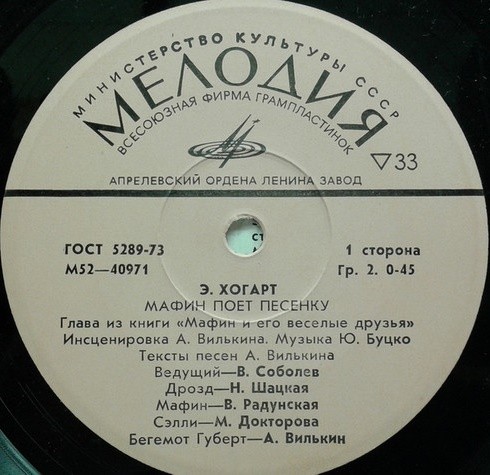 МИНИСТЕРСТВО КУЛЬТУРЫ СССР
МЕЛОДИЯ
ВСЕСОЮЗНАЯ ФИРМА ГРАМПЛАСТИНОК
▽33
АПРЕЛЕВСКИЙ ОРДЕНА ЛЕНИНА ЗАВОД
ГОСТ 5289-73
1 сторона
М52—40971
Гр. 2. 0-45
Э. ХОГАРТ
МАФИН ПОЕТ ПЕСЕНКУ
Глава из книги «Мафин и его веселые друзья»
Инсценировка А. Вилькина. Музыка Ю. Буцко
Тексты песен А. Вилькина
Ведущий—В. Соболев
Дрозд—Н. Шацкая
Мафин—В. Радунская
Сэлли—М. Докторова
Бегемот Губерт—А. Вилькин